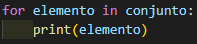 for elemento in conjunto:
    print(elemento)